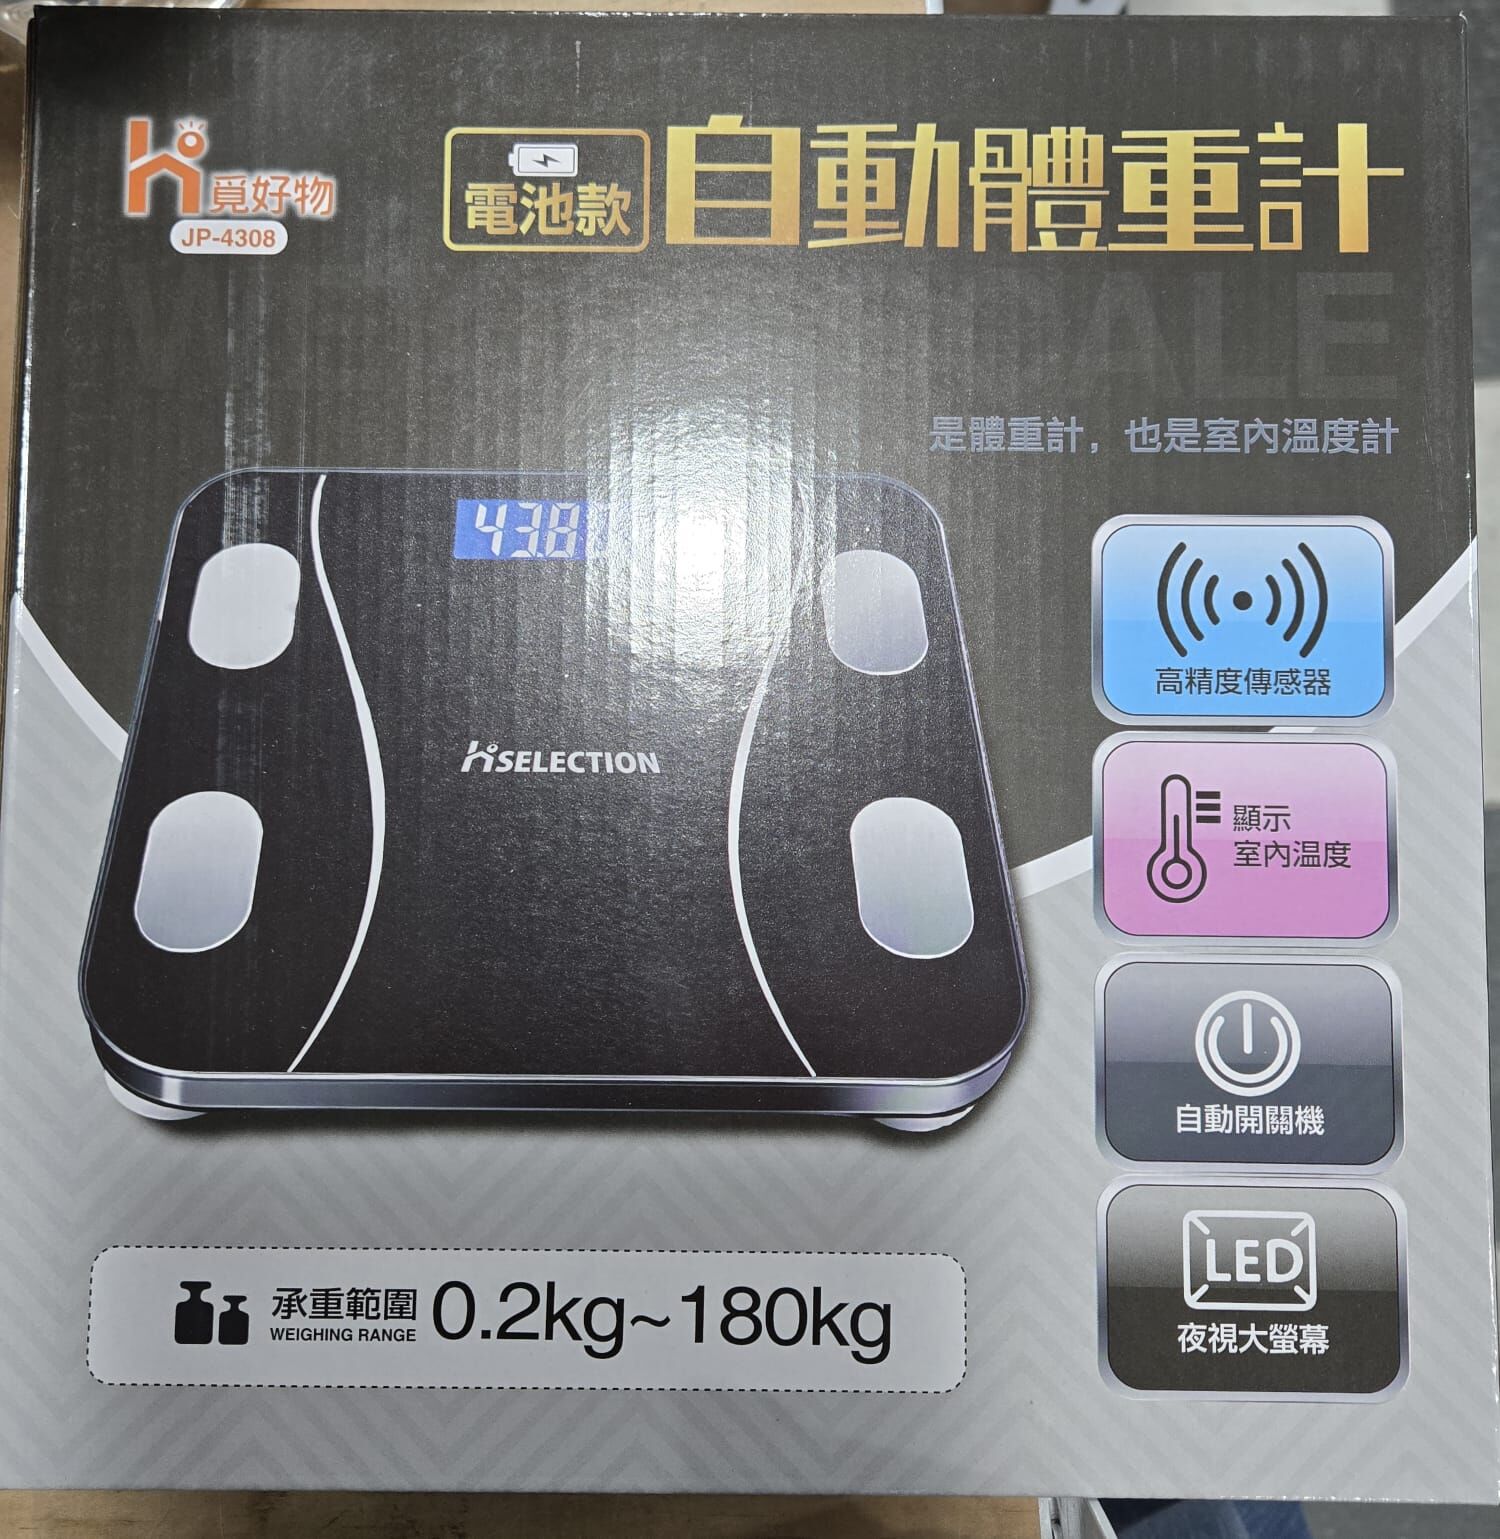 覓好物
JP-4308
電池款
自動體重計
ALE
是體重計，也是室內溫度計
43.8
HSELECTION
高精度傳感器
顯示
室內溫度
自動開關機
LED
夜視大螢幕
承重範圍
WEIGHING RANGE
0.2kg~180kg